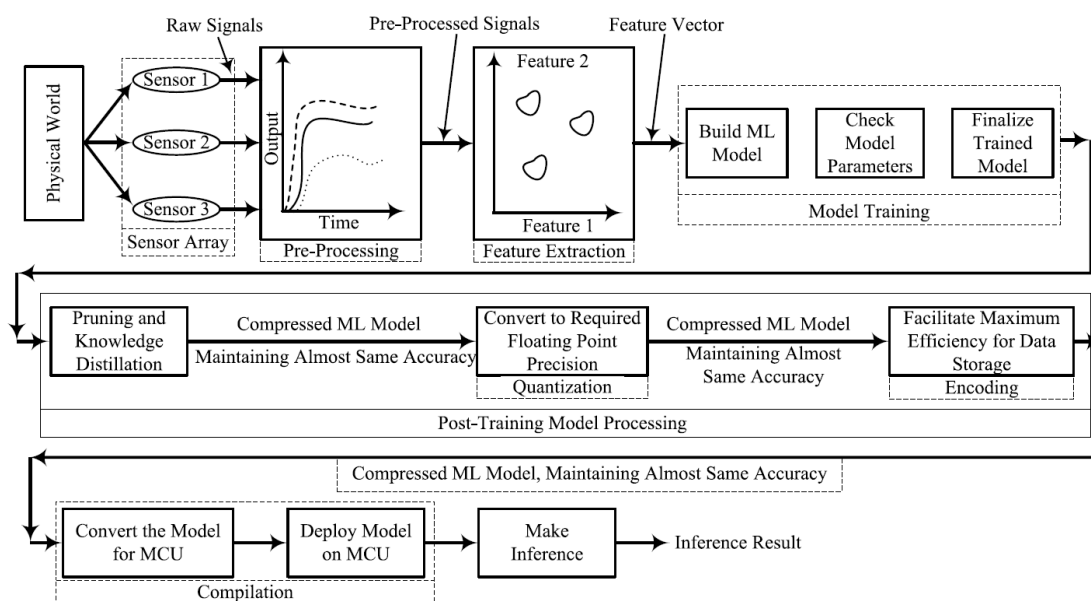 Raw Signals
Pre-Processed Signals
Feature Vector
Physical World
Sensor 1
Sensor 2
Sensor 3
Sensor Array
Output
Time
Pre-Processing
Feature 2
Feature 1
Feature Extraction
Build ML
Model
Check
Model
Parameters
Finalize
Trained
Model
Model Training
Pruning and
Knowledge
Distillation
Compressed ML Model
Maintaining Almost Same Accuracy
Convert to Required
Floating Point
Precision
Quantization
Compressed ML Model
Maintaining Almost
Same Accuracy
Facilitate Maximum
Efficiency for Data
Storage
Encoding
Post-Training Model Processing
Compressed ML Model, Maintaining Almost Same Accuracy
Convert the Model
for MCU
Deploy Model
on MCU
Compilation
Make
Inference
Inference Result